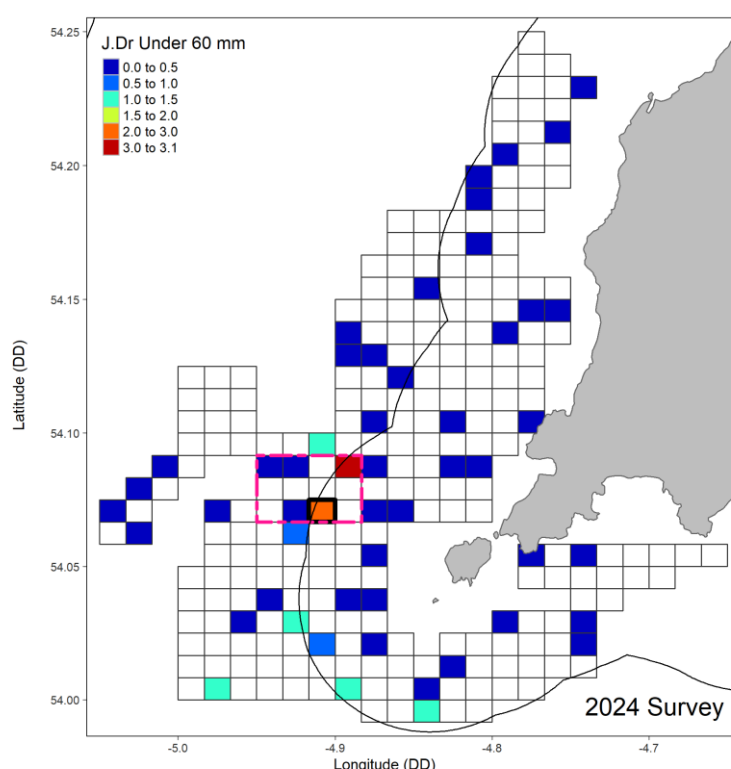 J.Dr Under 60 mm
0.0 to 0.5
0.5 to 1.0
1.0 to 1.5
1.5 to 2.0
2.0 to 3.0
3.0 to 3.1
54.25
54.20
54.15
54.10
54.05
54.00
Latitude (DD)
2024 Survey
-5.0 -4.9 -4.8 -4.7
Longitude (DD)